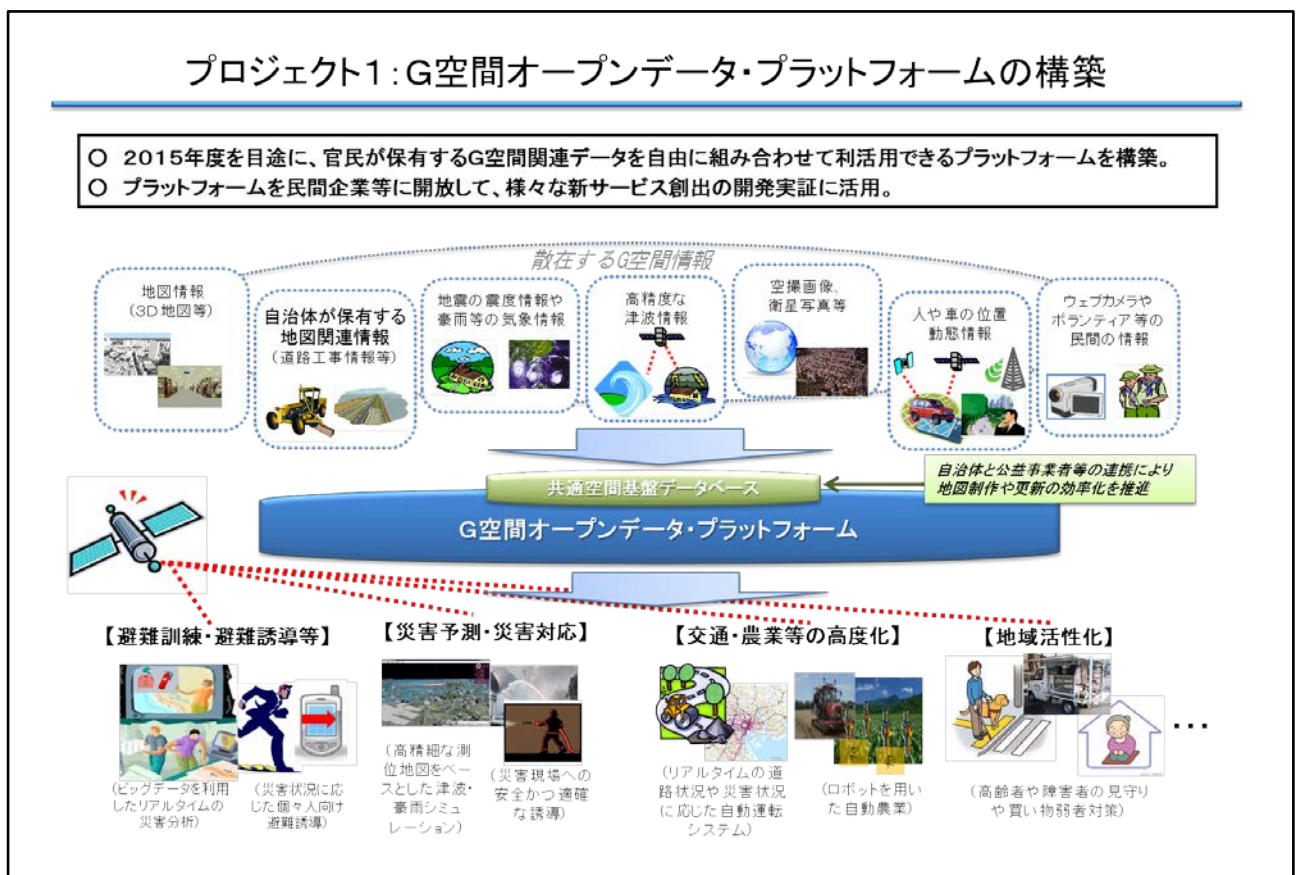 プロジェクト1:G空間オープンデータ・プラットフォームの構築
○ 2015年度を目途に、官民が保有するG空間関連データを自由に組み合わせて利活用できるプラットフォームを構築。
○ プラットフォームを民間企業等に開放して、様々な新サービス創出の開発実証に活用。
散在するG空間情報
地図情報
(3D地図等)
自治体が保有する
地図関連情報
(道路工事情報等)
地震の震度情報や
豪雨等の気象情報
高精度な
津波情報
空撮画像、
衛星写真等
人や車の位置
動態情報
ウェブカメラや
ボランティア等の
民間の情報
共通空間基盤データベース
自治体と公益事業者等の連携により
地図制作や更新の効率化を推進
G空間オープンデータ・プラットフォーム
【避難訓練・避難誘導等】
(ビッグデータを利用
したリアルタイムの
災害分析)
(災害状況に応
じた個々人向け
避難誘導)
【災害予測・災害対応】
(高精細な測
位地図をベー
スとした津波・
豪雨シミュ
レーション)
(災害現場への
安全かつ適確
な誘導)
【交通・農業等の高度化】
(リアルタイムの道
路状況や災害状況
に応じた自動運転
システム)
(ロボットを用い
た自動農業)
【地域活性化】
(高齢者や障害者の見守り
や買い物弱者対策)
…